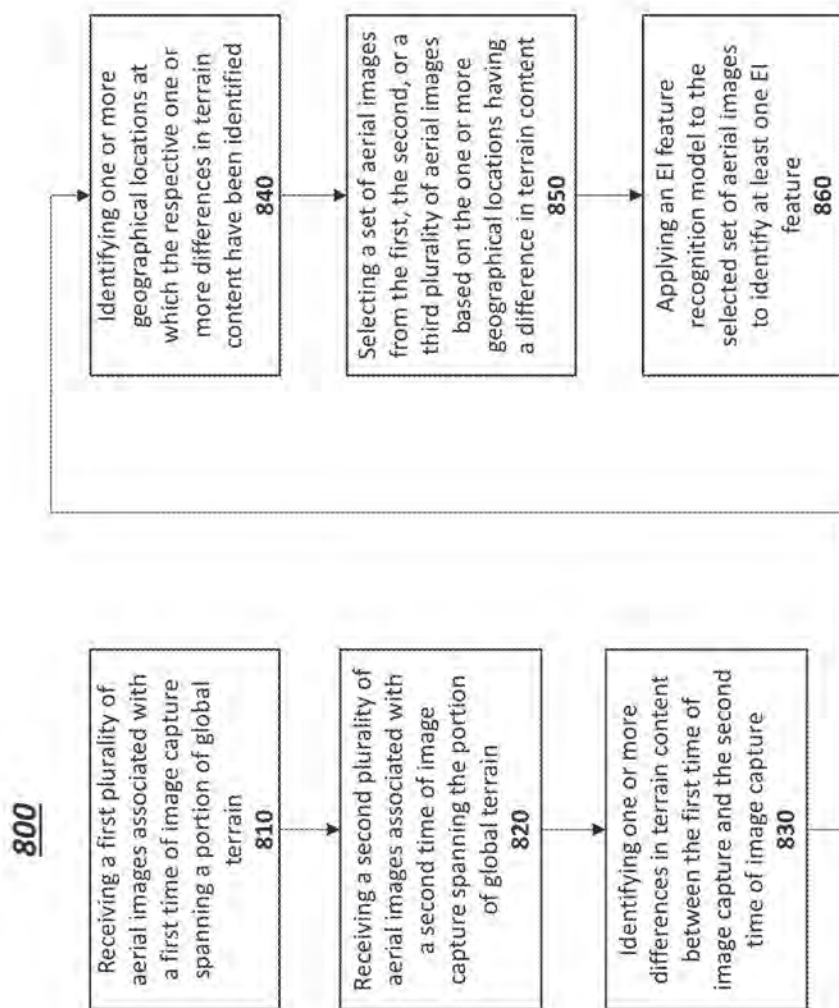 800
Receiving a first plurality of
aerial images associated with
a first time of image capture
spanning a portion of global
terrain
810
Receiving a second plurality of
aerial images associated with
a second time of image
capture spanning the portion
of global terrain
820
Identifying one or more
differences in terrain content
between the first time of
image capture and the second
time of image capture
830
Identifying one or more
geographical locations at
which the respective one or
more differences in terrain
content have been identified
840
Selecting a set of aerial images
from the first, the second, or a
third plurality of aerial images
based on the one or more
geographical locations having
a difference in terrain content
850
Applying an EI feature
recognition model to the
selected set of aerial images
to identify at least one EI
feature
860